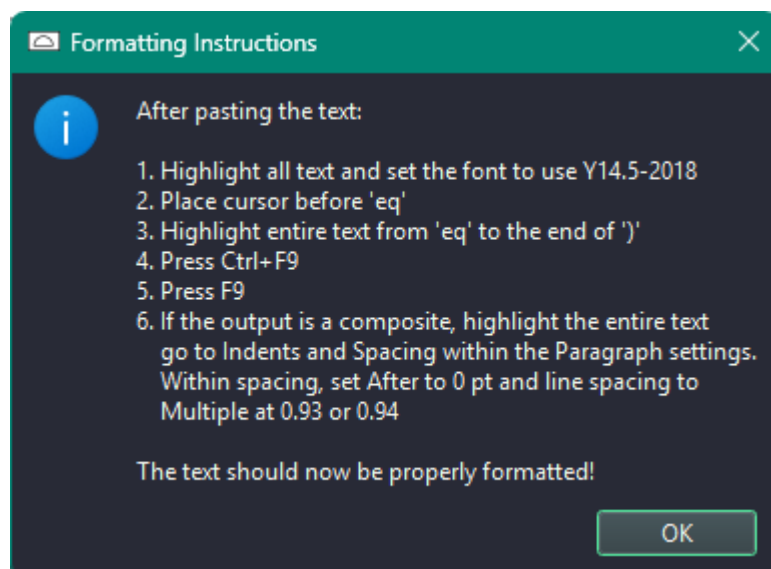 Formatting Instructions
After pasting the text:
1. Highlight all text and set the font to use Y14.5-2018
2. Place cursor before 'eq'
3. Highlight entire text from 'eq' to the end of ')'
4. Press Ctrl+F9
5. Press F9
6. If the output is a composite, highlight the entire text
go to Indents and Spacing within the Paragraph settings.
Within spacing, set After to 0 pt and line spacing to
Multiple at 0.93 or 0.94
The text should now be properly formatted!
OK